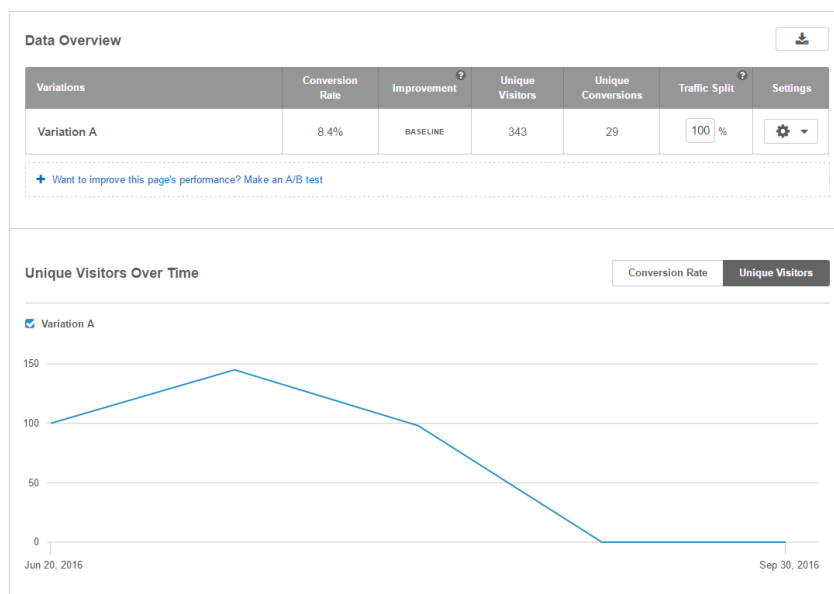 Data Overview
Variations
Conversion
Rate
Improvement
?
Unique
Visitors
Unique
Conversions
Traffic Split
?
Settings
Variation A
8.4%
BASELINE
343
29
100 %
+ Want to improve this page's performance? Make an A/B test
Unique Visitors Over Time
Conversion Rate
Unique Visitors
Variation A
150
100
50
0
Jun 20, 2016
Sep 30, 2016